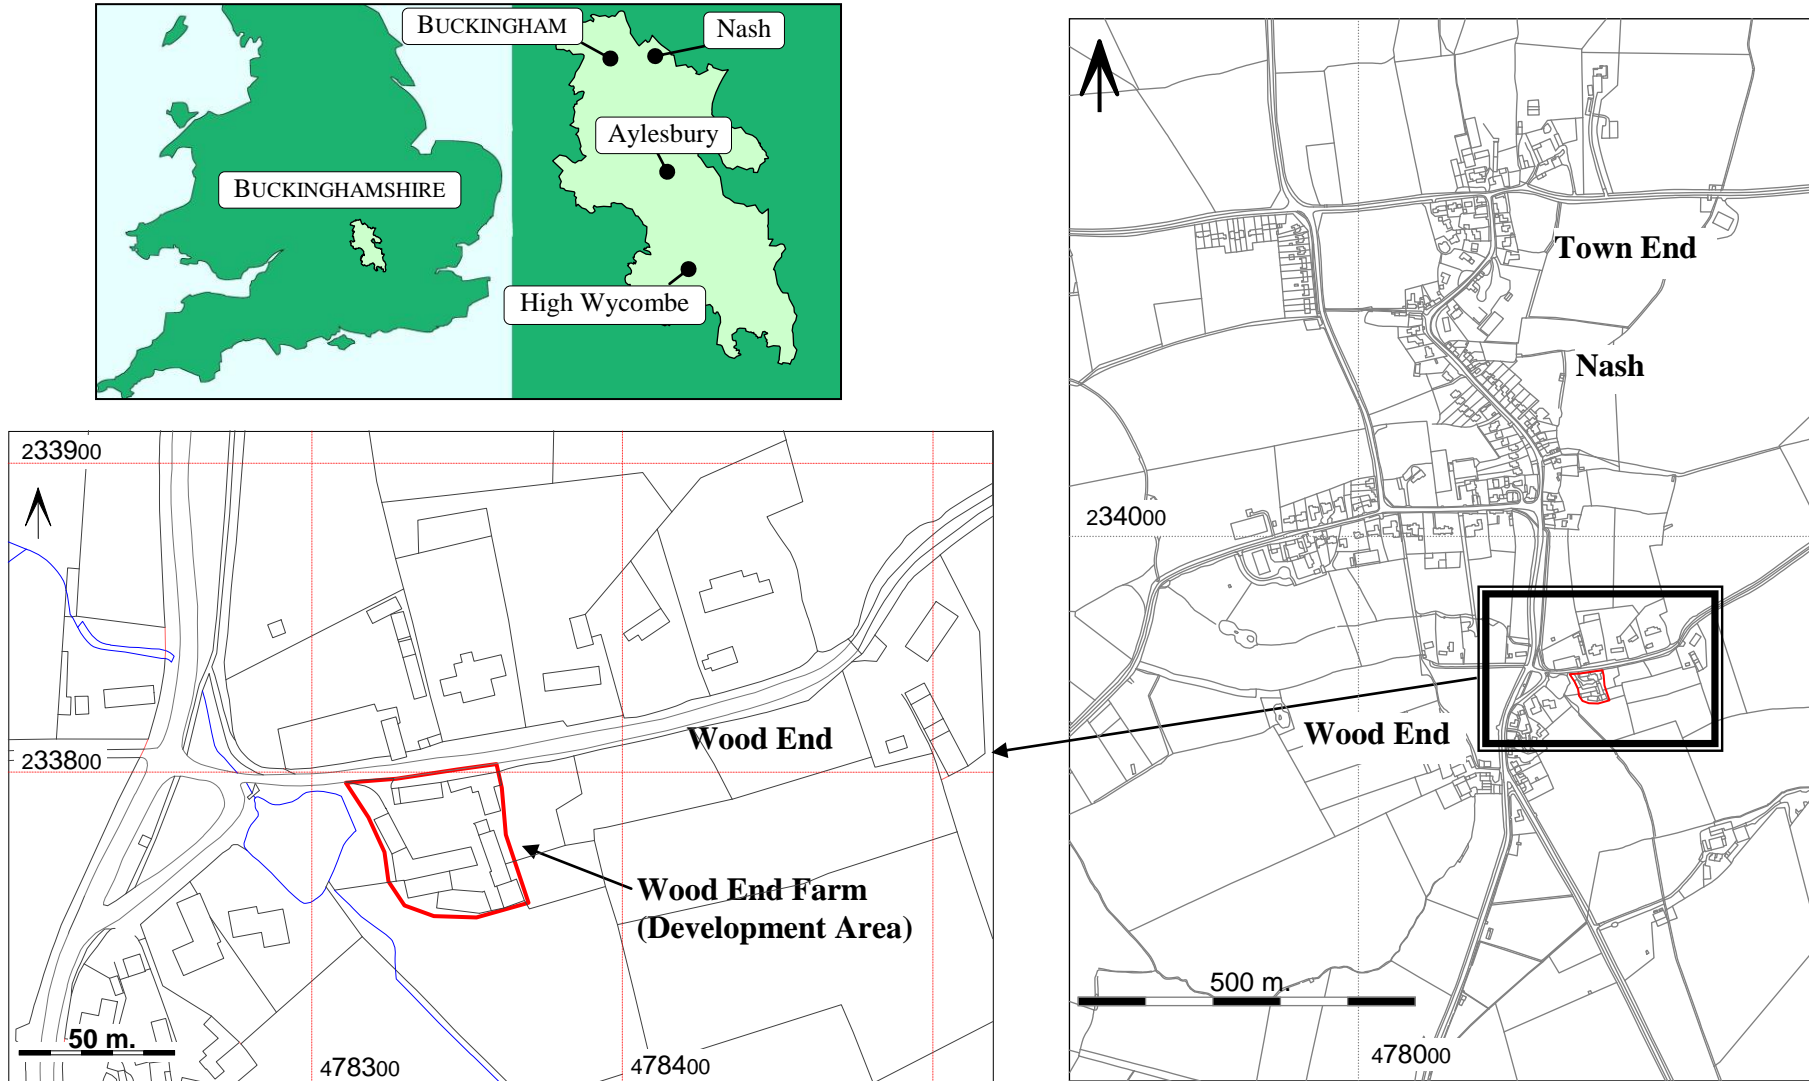 BUCKINGHAM
Nash
Aylesbury
BUCKINGHAMSHIRE
High Wycombe
Town End
Nash
234000
Wood End
500 m.
478000
233900
Wood End
233800
Wood End Farm
(Development Area)
50 m.
478300
478400